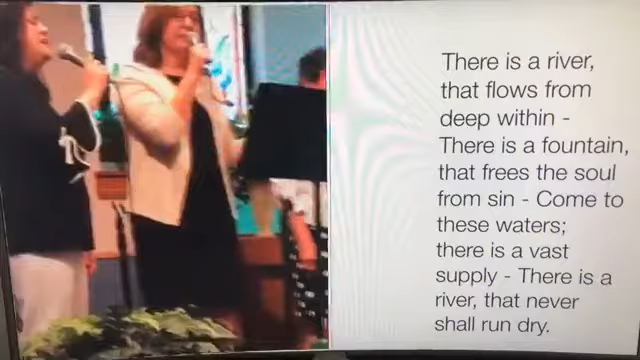 There is a river,
that flows from
deep within -
There is a fountain,
that frees the soul
from sin - Come to
these waters;
there is a vast
supply - There is a
river, that never
shall run dry.